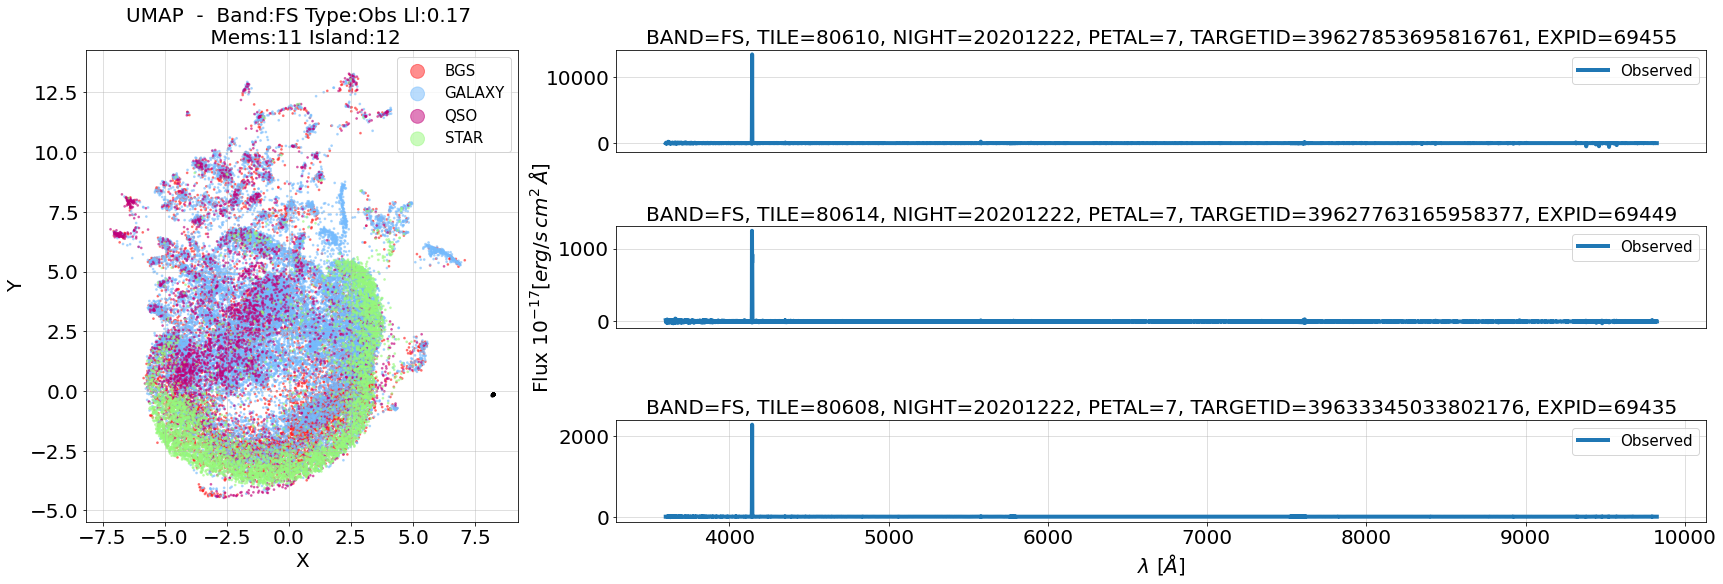 UMAP  -  Band:FS Type:Obs Ll:0.17
Mems:11 Island:12
BGS
GALAXY
QSO
STAR
12.5
10.0
7.5
5.0
2.5
0.0
−2.5
−5.0
Y
−7.5 −5.0 −2.5 0.0 2.5 5.0 7.5
X
Flux 10⁻¹⁷[erg/s cm² Å]
BAND=FS, TILE=80610, NIGHT=20201222, PETAL=7, TARGETID=39627853695816761, EXPID=69455
Observed
10000
0
BAND=FS, TILE=80614, NIGHT=20201222, PETAL=7, TARGETID=39627763165958377, EXPID=69449
Observed
1000
0
BAND=FS, TILE=80608, NIGHT=20201222, PETAL=7, TARGETID=39633345033802176, EXPID=69435
Observed
2000
0
4000 5000 6000 7000 8000 9000 10000
λ [Å]